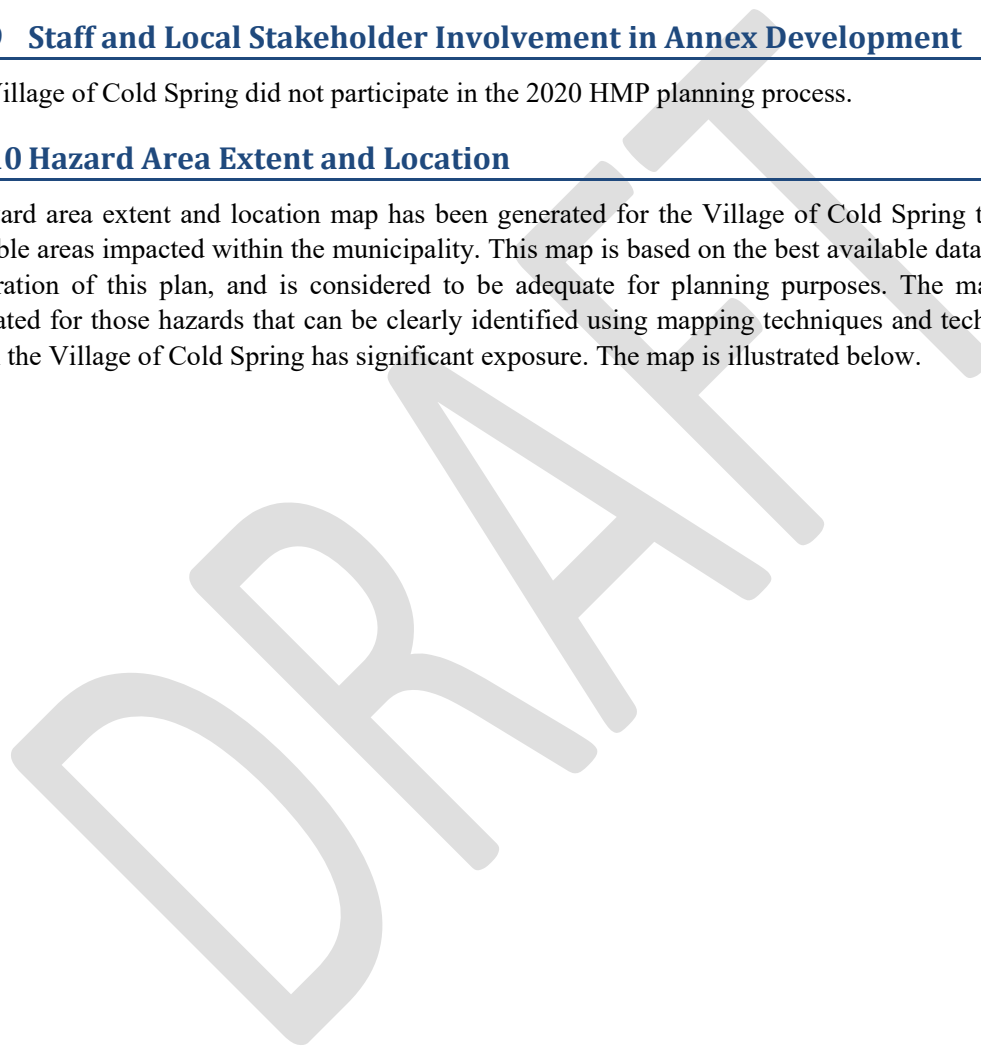 9 Staff and Local Stakeholder Involvement in Annex Development
Village of Cold Spring did not participate in the 2020 HMP planning process.
10 Hazard Area Extent and Location
ard area extent and location map has been generated for the Village of Cold Spring t
ble areas impacted within the municipality. This map is based on the best available data
ration of this plan, and is considered to be adequate for planning purposes. The ma
ated for those hazards that can be clearly identified using mapping techniques and tech
the Village of Cold Spring has significant exposure. The map is illustrated below.
DRAFT